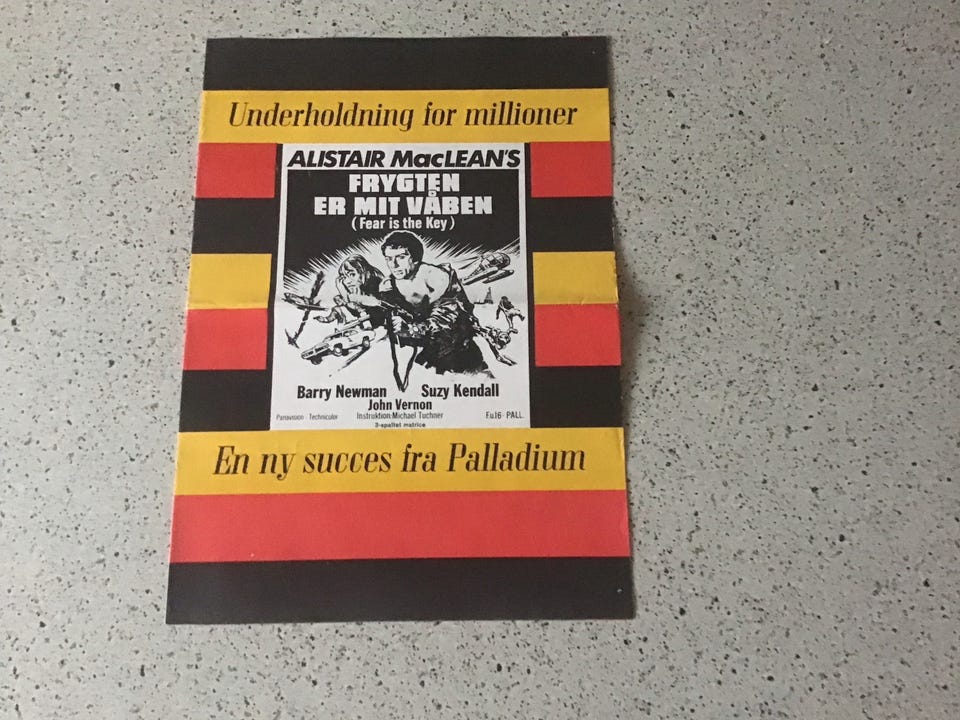 Underholdning for millioner
ALISTAIR MacLEAN'S
FRYGTEN
ER MIT VÅBEN
(Fear is the Key)
Barry Newman Suzy Kendall
John Vernon
Panavision Technicolor Instruktion: Michael Tuchner F.u.16 PALL.
3-spaltet matrice
En ny succes fra Palladium